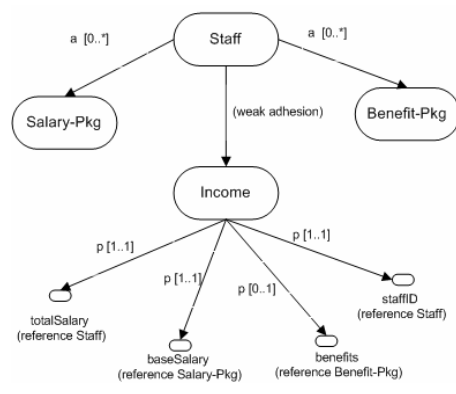 Staff
a [0..*]
a [0..*]
Salary-Pkg
(weak adhesion)
Benefit-Pkg
Income
p [1..1]
p [1..1]
p [0..1]
p [1..1]
totalSalary
(reference Staff)
baseSalary
(reference Salary-Pkg)
benefits
(reference Benefit-Pkg)
staffID
(reference Staff)